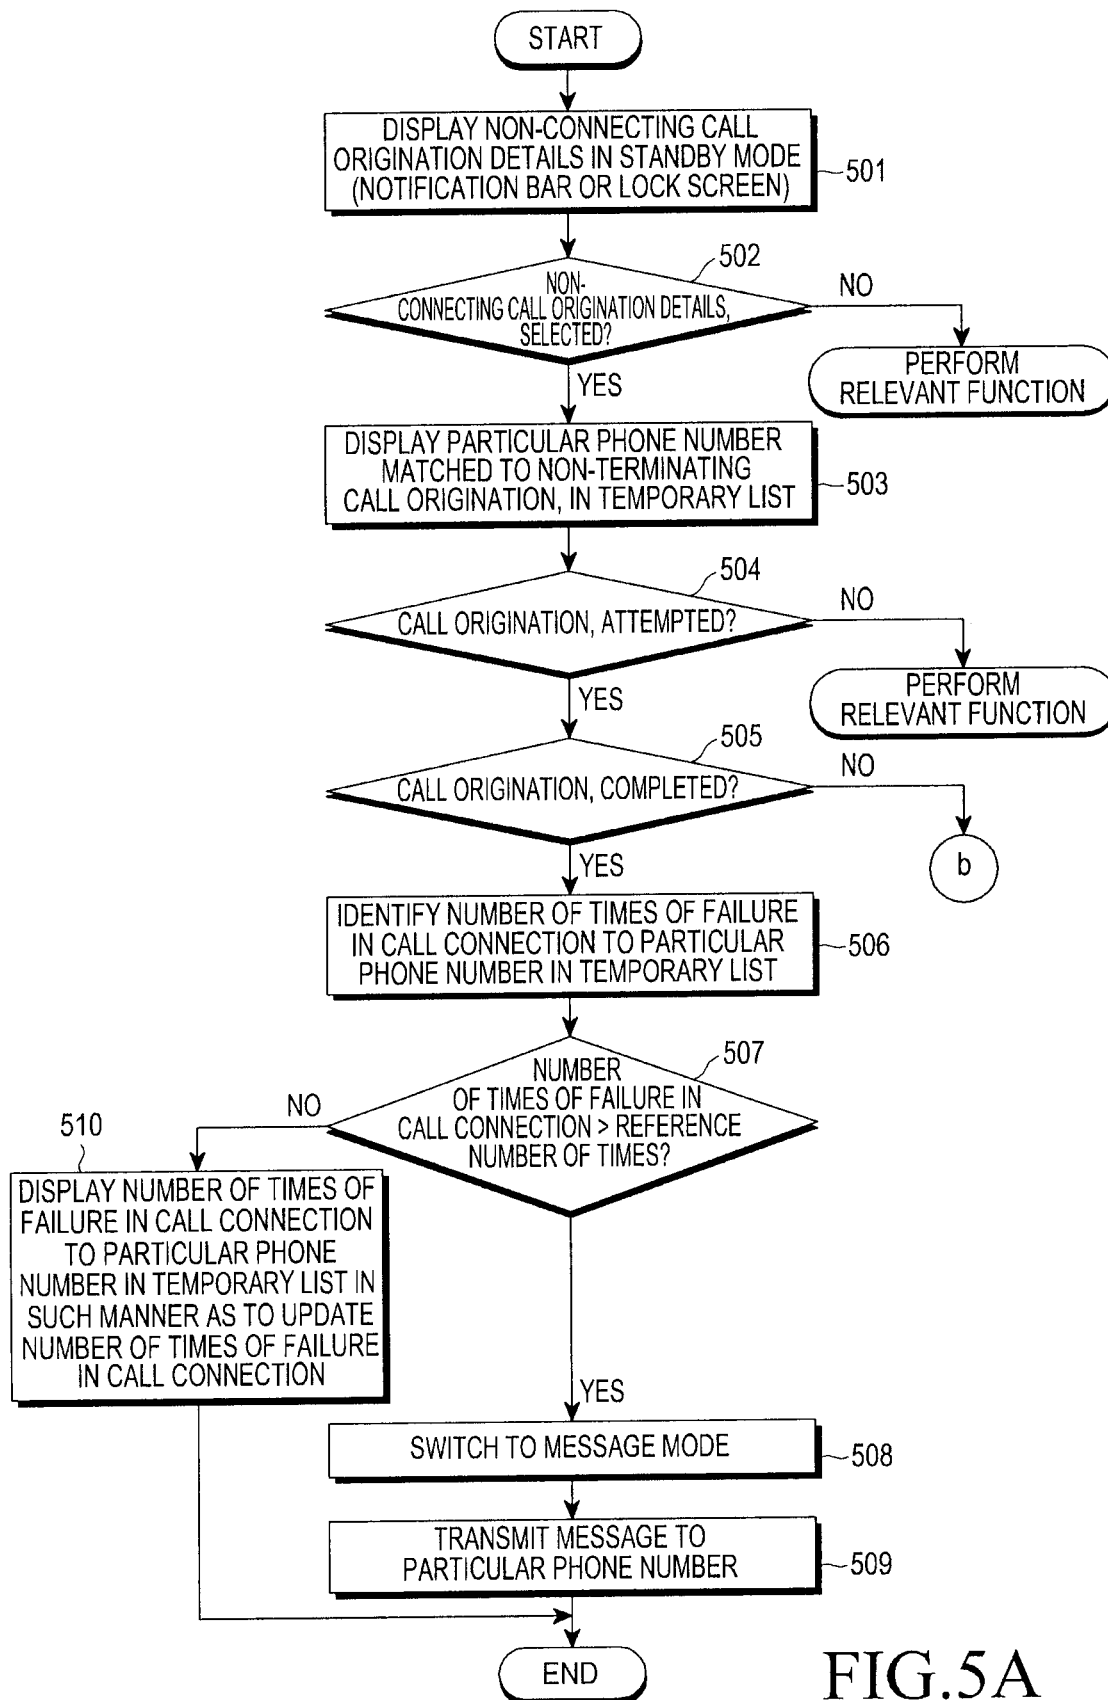 START
DISPLAY NON-CONNECTING CALL
ORIGINATION DETAILS IN STANDBY MODE
(NOTIFICATION BAR OR LOCK SCREEN)
501
502
NON-
CONNECTING CALL ORIGINATION DETAILS,
SELECTED?
NO
PERFORM
RELEVANT FUNCTION
YES
DISPLAY PARTICULAR PHONE NUMBER
MATCHED TO NON-TERMINATING
CALL ORIGINATION, IN TEMPORARY LIST
503
504
CALL ORIGINATION, ATTEMPTED?
NO
PERFORM
RELEVANT FUNCTION
YES
505
CALL ORIGINATION, COMPLETED?
NO
b
YES
IDENTIFY NUMBER OF TIMES OF FAILURE
IN CALL CONNECTION TO PARTICULAR
PHONE NUMBER IN TEMPORARY LIST
506
507
NUMBER
OF TIMES OF FAILURE IN
CALL CONNECTION > REFERENCE
NUMBER OF TIMES?
NO
510
DISPLAY NUMBER OF TIMES OF
FAILURE IN CALL CONNECTION
TO PARTICULAR PHONE
NUMBER IN TEMPORARY LIST IN
SUCH MANNER AS TO UPDATE
NUMBER OF TIMES OF FAILURE
IN CALL CONNECTION
YES
SWITCH TO MESSAGE MODE
508
TRANSMIT MESSAGE TO
PARTICULAR PHONE NUMBER
509
END
FIG.5A